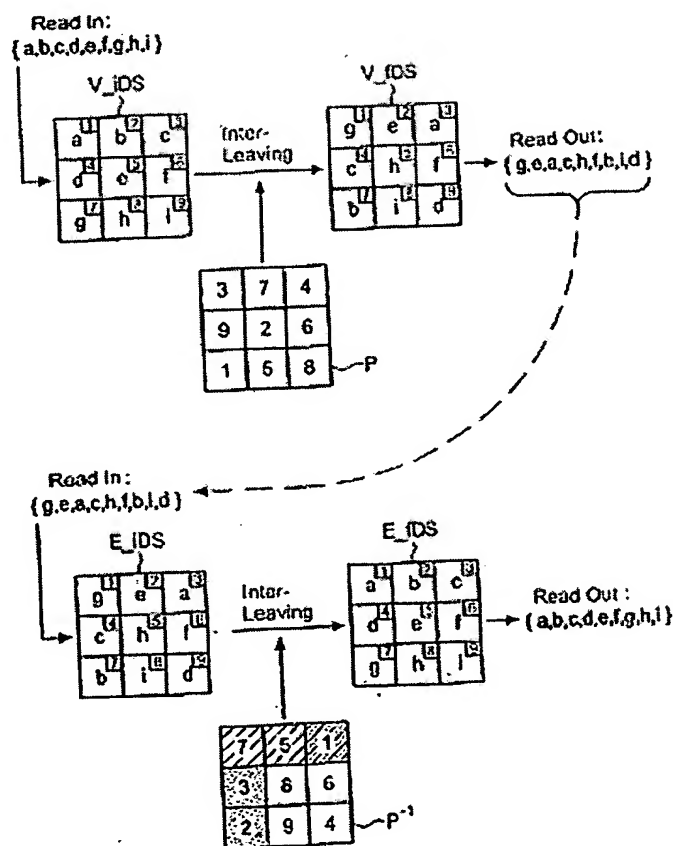 Read In:
{a,b,c,d,e,f,g,h,i}
V_iDS
a 1 b 2 c 3
d 4 e 5 f 6
g 7 h 8 i 9
Inter-
Leaving
V_fDS
g 1 e 2 a 3
c 4 h f
b 7 i d 9
Read Out:
{g,e,a,c,h,f,b,i,d}
3 7 4
9 2 6
1 5 8
P
Read In:
{g,e,a,c,h,f,b,i,d}
E_iDS
g 1 e 2 a 3
c 4 h 5 f 6
b 7 i 8 d 9
Inter-
Leaving
E_fDS
a 1 b 2 c 3
d 4 e 5 f 6
g 7 h 8 i 9
Read Out:
{a,b,c,d,e,f,g,h,i}
7 5 1
3 8 6
2 9 4
P⁻¹